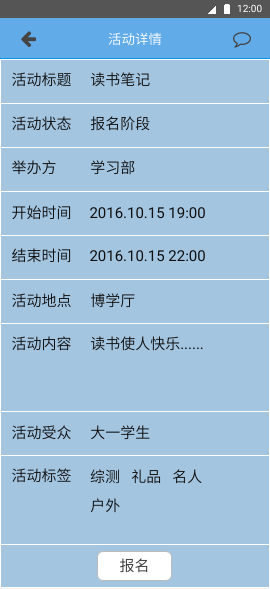 12:00
活动详情
活动标题 读书笔记
活动状态 报名阶段
举办方 学习部
开始时间 2016.10.15 19:00
结束时间 2016.10.15 22:00
活动地点 博学厅
活动内容 读书使人快乐......
活动受众 大一学生
活动标签 综测 礼品 名人
户外
报名